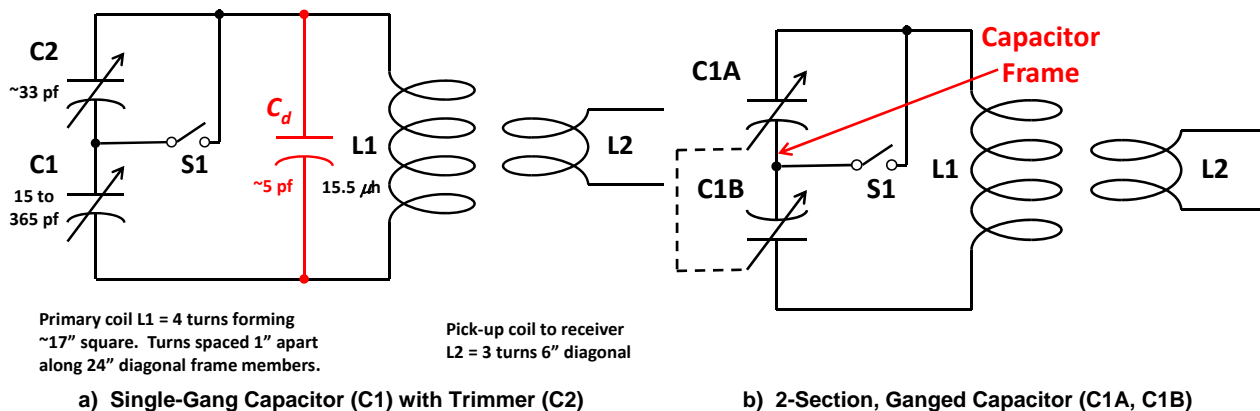 C2
~33 pf
C1
15 to
365 pf
S1
Cd
~5 pf
L1
15.5 μh
L2
Primary coil L1 = 4 turns forming
~17” square. Turns spaced 1” apart
along 24” diagonal frame members.
Pick-up coil to receiver
L2 = 3 turns 6” diagonal
a) Single-Gang Capacitor (C1) with Trimmer (C2)
Capacitor
Frame
C1A
C1B
S1
L1
L2
b) 2-Section, Ganged Capacitor (C1A, C1B)